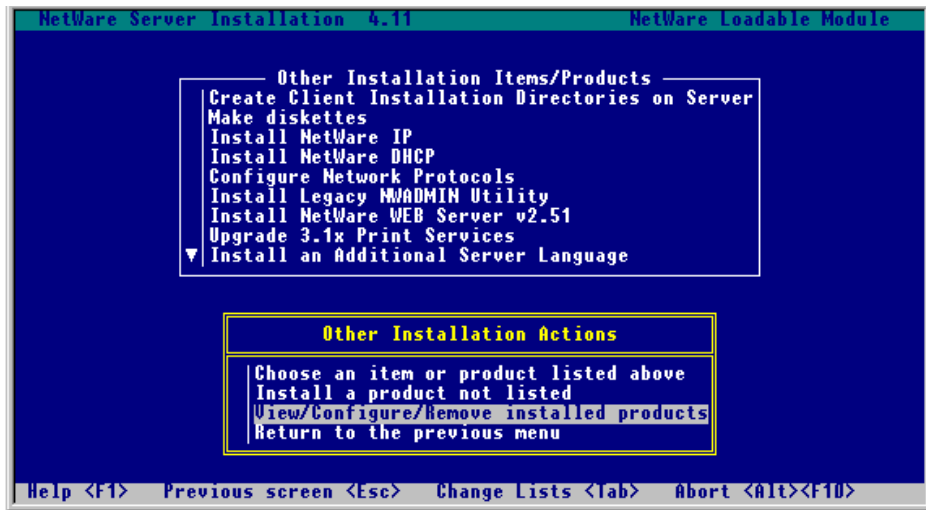 NetWare Server Installation 4.11 NetWare Loadable Module
Other Installation Items/Products
Create Client Installation Directories on Server
Make diskettes
Install NetWare IP
Install NetWare DHCP
Configure Network Protocols
Install Legacy NWADMIN Utility
Install NetWare WEB Server v2.51
Upgrade 3.1x Print Services
▼ Install an Additional Server Language
Other Installation Actions
Choose an item or product listed above
Install a product not listed
View/Configure/Remove installed products
Return to the previous menu
Help <F1> Previous screen <Esc> Change Lists <Tab> Abort <Alt><F10>